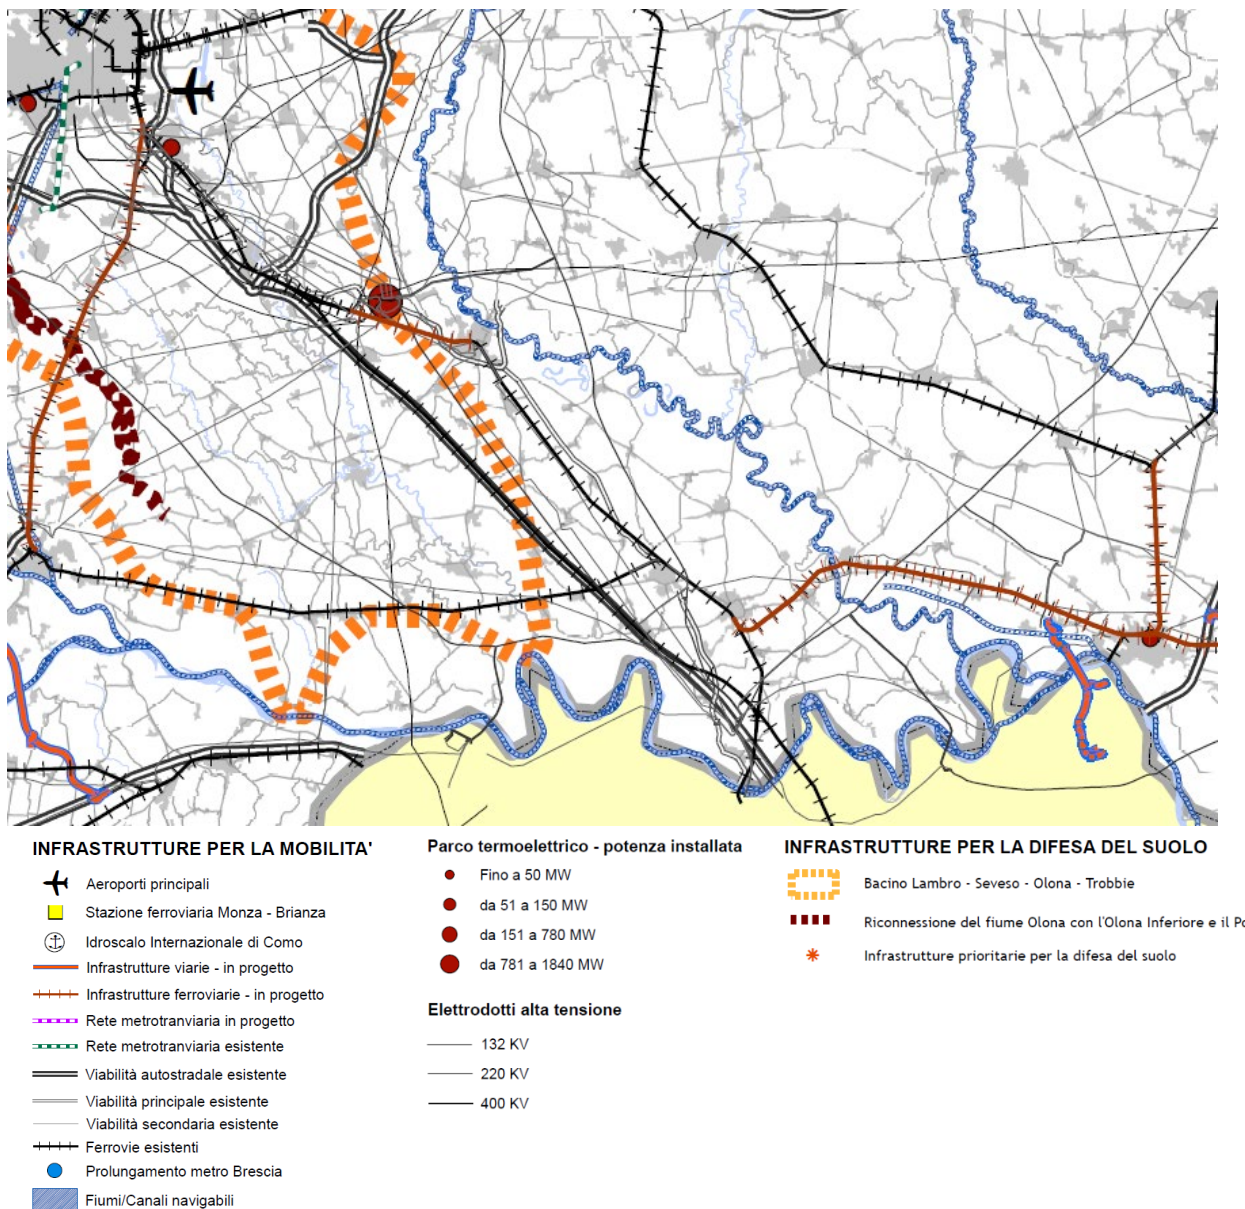 INFRASTRUTTURE PER LA MOBILITA'
Aeroporti principali
Stazione ferroviaria Monza - Brianza
Idroscalo Internazionale di Como
Infrastrutture viarie - in progetto
Infrastrutture ferroviarie - in progetto
Rete metrotranviaria in progetto
Rete metrotranviaria esistente
Viabilità autostradale esistente
Viabilità principale esistente
Viabilità secondaria esistente
Ferrovie esistenti
Prolungamento metro Brescia
Fiumi/Canali navigabili
Parco termoelettrico - potenza installata
Fino a 50 MW
da 51 a 150 MW
da 151 a 780 MW
da 781 a 1840 MW
Elettrodotti alta tensione
132 KV
220 KV
400 KV
INFRASTRUTTURE PER LA DIFESA DEL SUOLO
Bacino Lambro - Seveso - Olona - Trobbie
Riconnessione del fiume Olona con l'Olona Inferiore e il Po
Infrastrutture prioritarie per la difesa del suolo